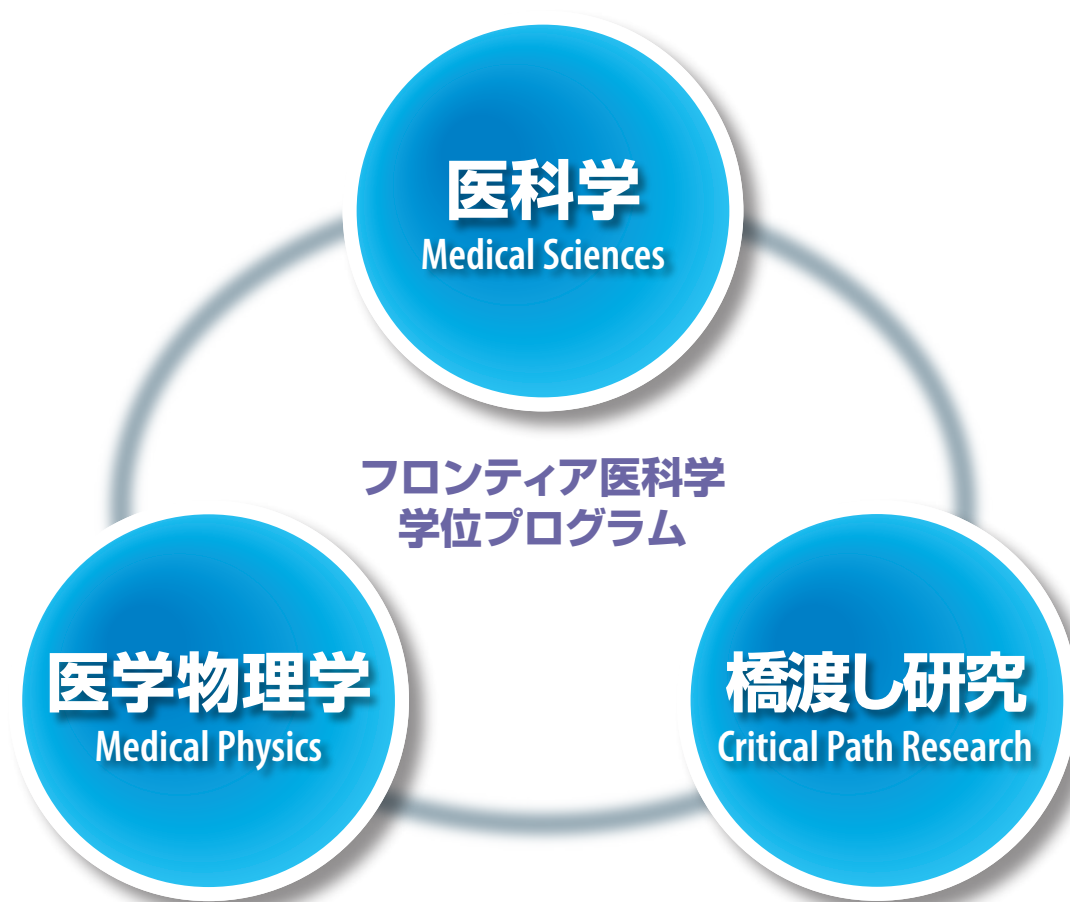 医科学
Medical Sciences
フロンティア医科学
学位プログラム
医学物理学
Medical Physics
橋渡し研究
Critical Path Research